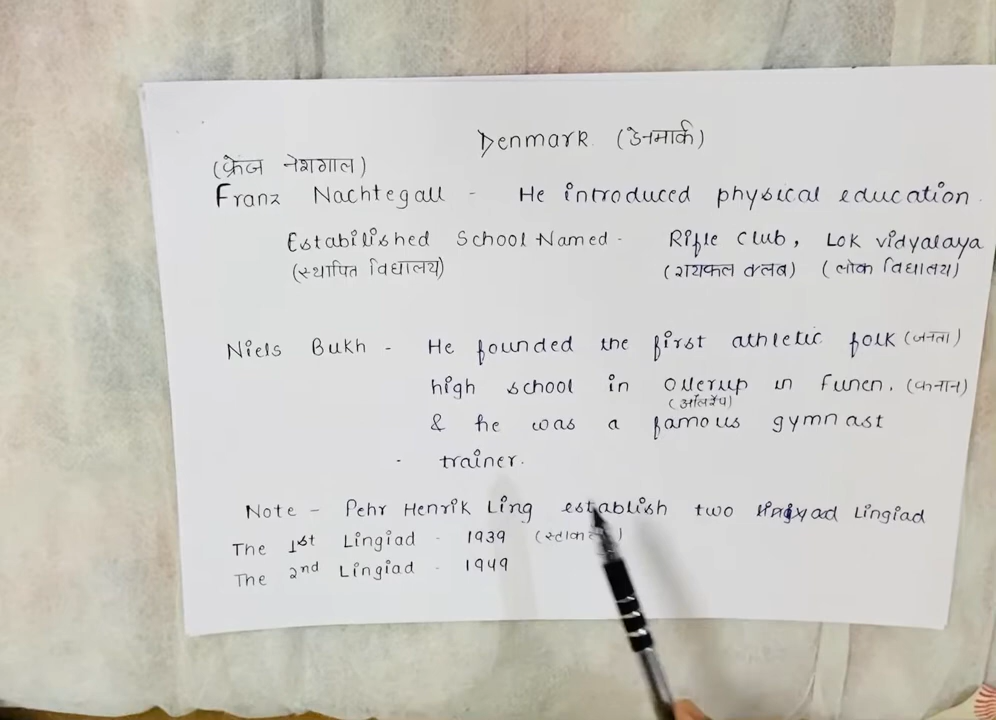 Denmark (डेनमार्क)
(फ्रेंज नेशगाल)
Franz Nachtegall - He introduced physical education.
Established School Named - Rifle club, Lok vidyalaya
(स्थापित विद्यालय) (रायफल क्लब) (लोक विद्यालय)
Niels Bukh - He founded the first athletic folk (जनता)
high school in Ollerup in Funen. (फनान)
(ऑलरेप)
& he was a famous gymnast
- trainer.
Note - Pehr Henrik Ling establish two Lingiad
The 1st Lingiad - 1939
The 2nd Lingiad - 1949